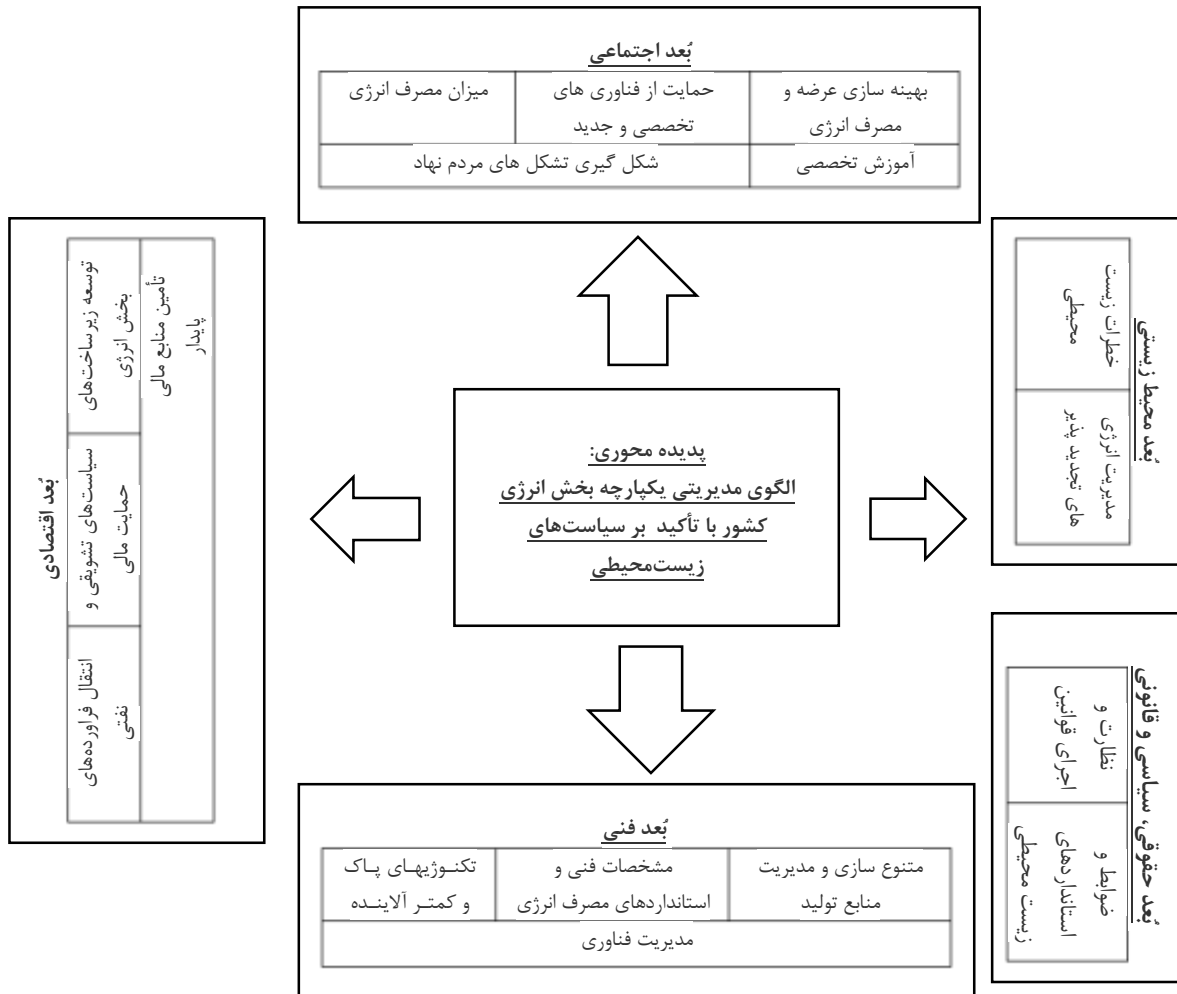 بُعد اجتماعی
بهینه سازی عرضه و
مصرف انرژی
حمایت از فناوری های
تخصصی و جدید
میزان مصرف انرژی
آموزش تخصصی
شکل گیری تشکل های مردم نهاد
بُعد محیط زیستی
خطرات زیست
محیطی
مدیریت انرژی
های تجدید پذیر
پدیده محوری:
الگوی مدیریتی یکپارچه بخش انرژی
کشور با تأکید بر سیاست‌های
زیست‌محیطی
تأمین منابع مالی
پایدار
توسعه زیرساخت‌های
بخش انرژی
سیاست‌های تشویقی و
حمایت مالی
انتقال فراورده‌های
نفتی
بُعد اقتصادی
بُعد حقوقی، سیاسی و قانونی
نظارت و
اجرای قوانین
ضوابط و
استانداردهای
زیست محیطی
بُعد فنی
متنوع سازی و مدیریت
منابع تولید
مشخصات فنی و
استانداردهای مصرف انرژی
تکنـوژیهـای پـاک
و کمتـر آلاینـده
مدیریت فناوری